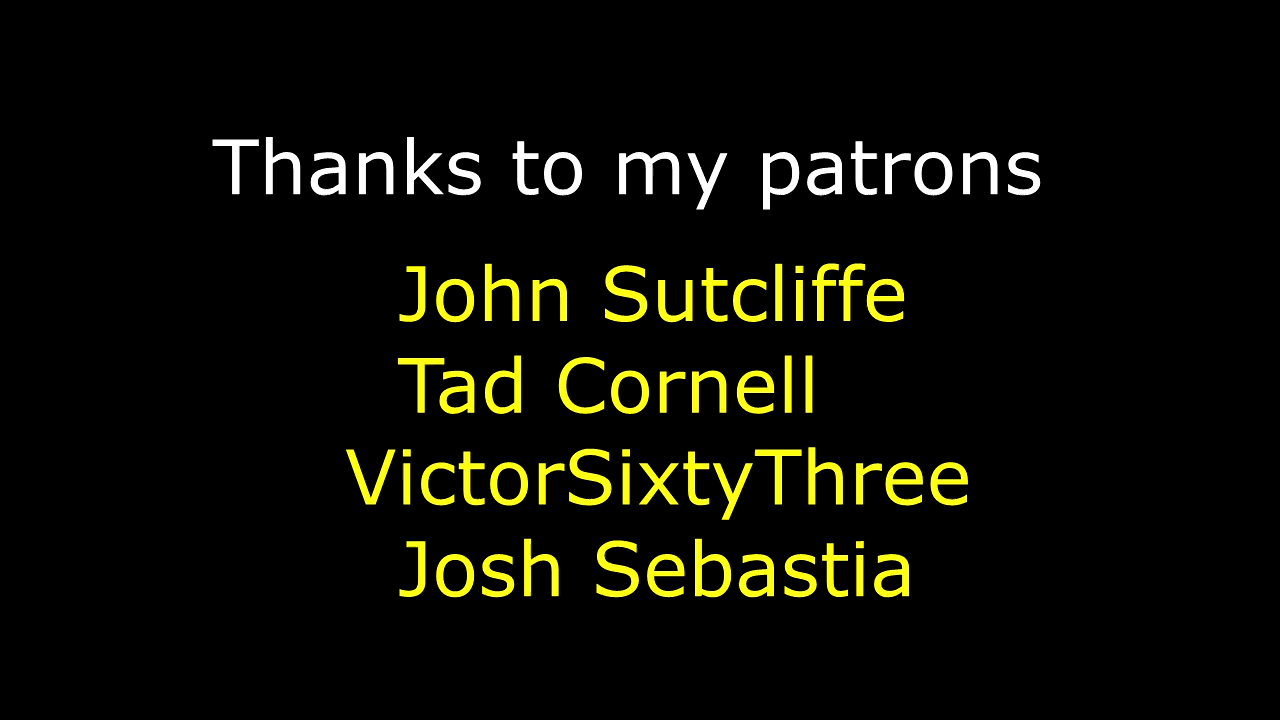 Thanks to my patrons
John Sutcliffe
Tad Cornell
VictorSixtyThree
Josh Sebastia